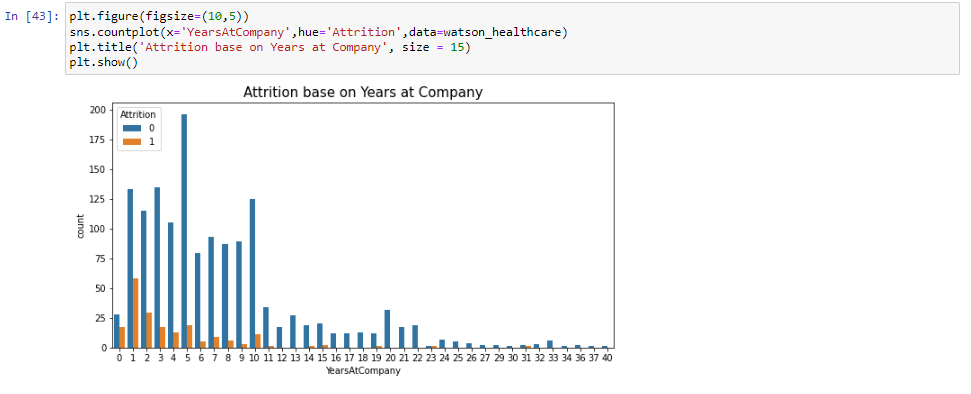 In [43]: plt.figure(figsize=(10,5))
sns.countplot(x='YearsAtCompany',hue='Attrition',data=watson_healthcare)
plt.title('Attrition base on Years at Company', size = 15)
plt.show()
Attrition base on Years at Company
Attrition
0
1
200
175
150
125
100
75
50
25
0
count
0 1 2 3 4 5 6 7 8 9 10 11 12 13 14 15 16 17 18 19 20 21 22 23 24 25 26 27 29 30 31 32 33 34 36 37 40
YearsAtCompany